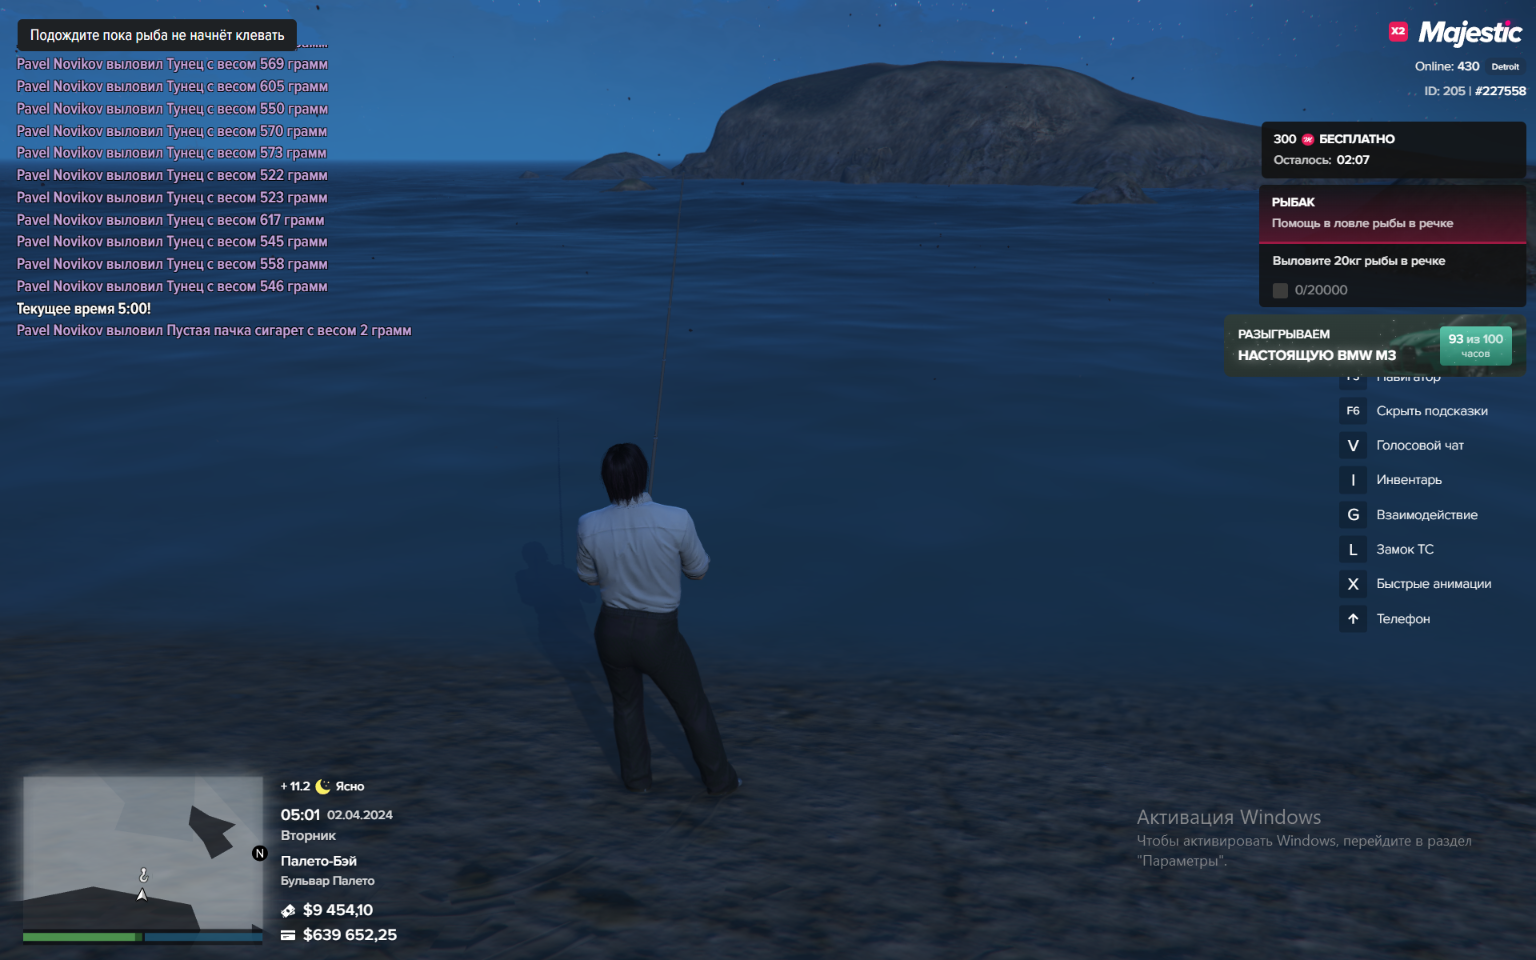 Подождите пока рыба не начнёт клевать
Pavel Novikov выловил Тунец с весом 569 грамм
Pavel Novikov выловил Тунец с весом 605 грамм
Pavel Novikov выловил Тунец с весом 550 грамм
Pavel Novikov выловил Тунец с весом 570 грамм
Pavel Novikov выловил Тунец с весом 573 грамм
Pavel Novikov выловил Тунец с весом 522 грамм
Pavel Novikov выловил Тунец с весом 523 грамм
Pavel Novikov выловил Тунец с весом 617 грамм
Pavel Novikov выловил Тунец с весом 545 грамм
Pavel Novikov выловил Тунец с весом 558 грамм
Pavel Novikov выловил Тунец с весом 546 грамм
Текущее время 5:00!
Pavel Novikov выловил Пустая пачка сигарет с весом 2 грамм
X2 Majestic
Online: 430 Detroit
ID: 205 | #227558
300 БЕСПЛАТНО
Осталось: 02:07
РЫБАК
Помощь в ловле рыбы в речке
Выловите 20кг рыбы в речке
0/20000
РАЗЫГРЫВАЕМ
НАСТОЯЩУЮ BMW M3
93 из 100
часов
Навигатор
F6 Скрыть подсказки
V Голосовой чат
I Инвентарь
G Взаимодействие
L Замок ТС
X Быстрые анимации
Телефон
+ 11.2 Ясно
05:01 02.04.2024
Вторник
N
Палето-Бэй
Бульвар Палето
$9 454,10
$639 652,25
Активация Windows
Чтобы активировать Windows, перейдите в раздел
"Параметры".